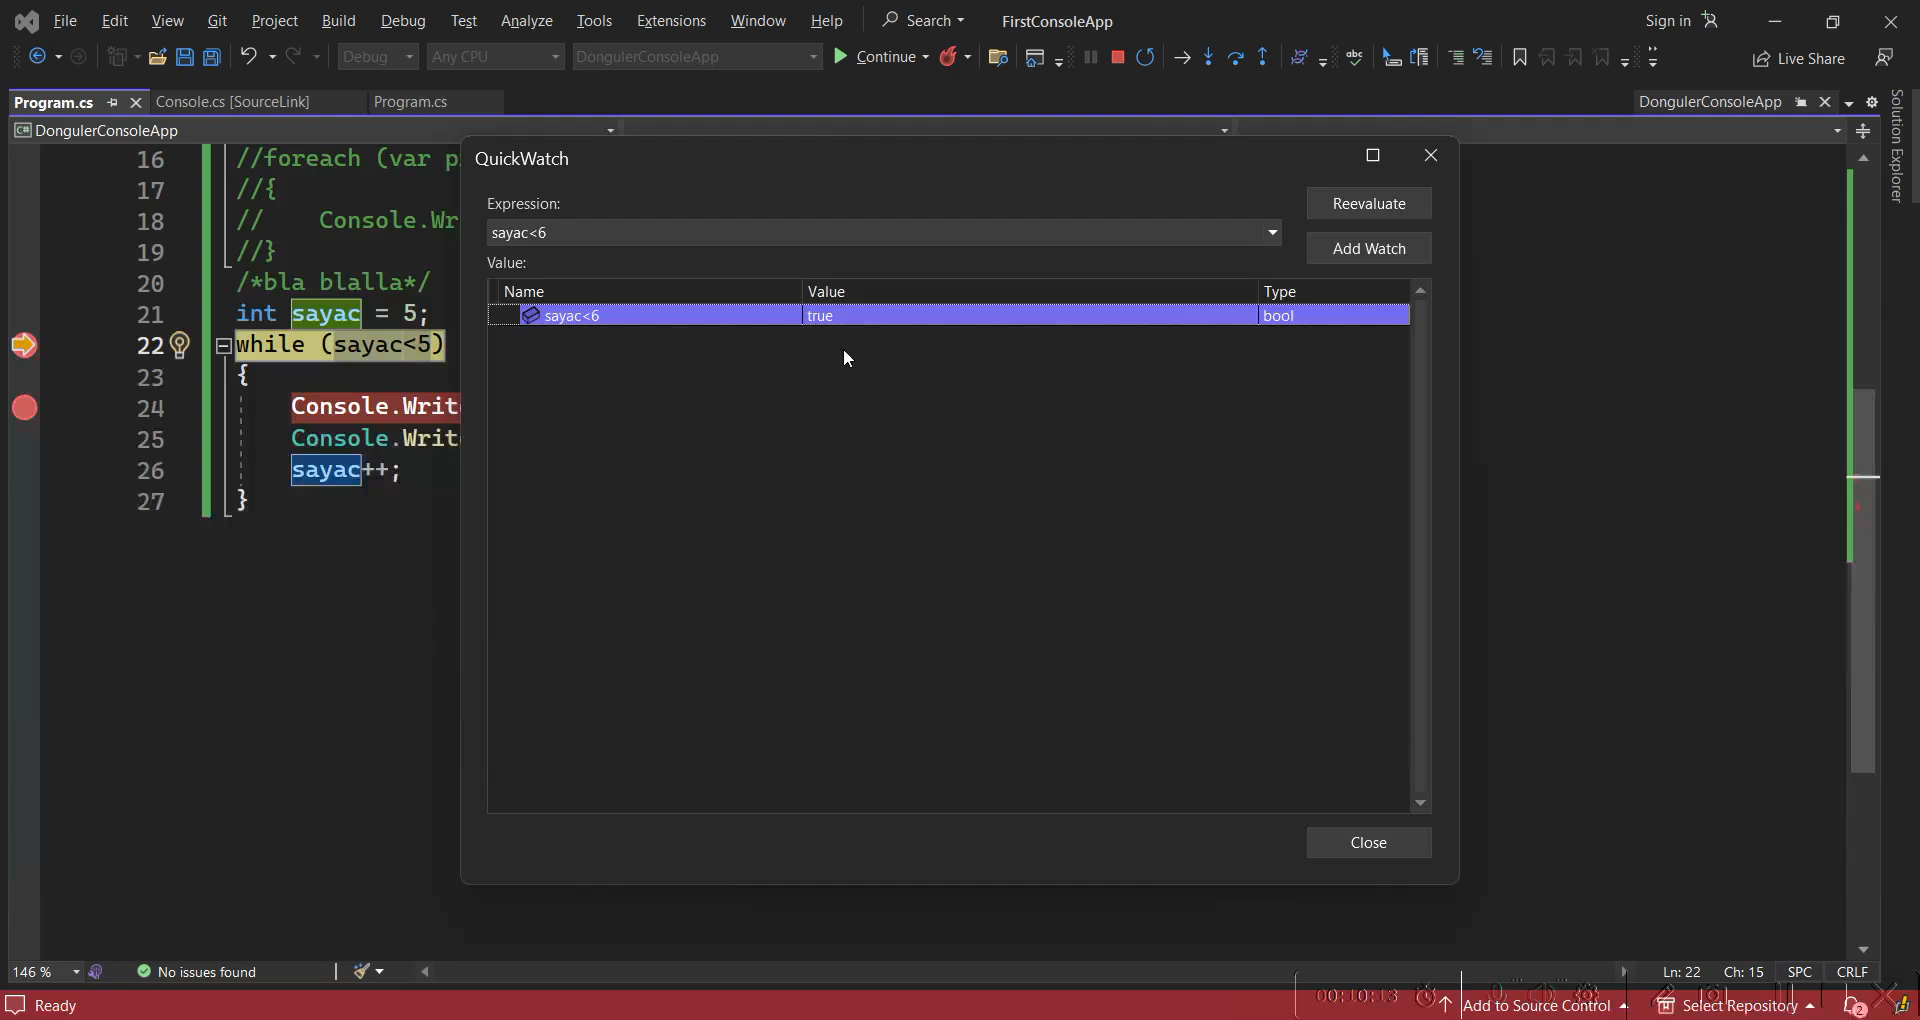 File Edit View Git Project Build Debug Test Analyze Tools Extensions Window Help Search FirstConsoleApp Sign in
Debug Any CPU DongulerConsoleApp Continue abc Live Share
Program.cs Console.cs [SourceLink] Program.cs DongulerConsoleApp
C# DongulerConsoleApp
Solution Explorer
16 //foreach (var p
17 //{
18 // Console.Wr
19 //}
20 /*bla blalla*/
21 int sayac = 5;
22 while (sayac<5)
23 {
24 Console.Writ
25 Console.Writ
26 sayac++;
27 }
QuickWatch
Expression:
Reevaluate
sayac<6
Add Watch
Value:
Name Value Type
sayac<6 true bool
Close
146 % No issues found Ln: 22 Ch: 15 SPC CRLF
Ready 00:10:13 Add to Source Control Select Repository 2